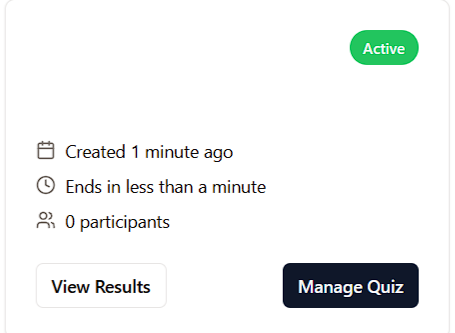 Active
Created 1 minute ago
Ends in less than a minute
0 participants
View Results
Manage Quiz